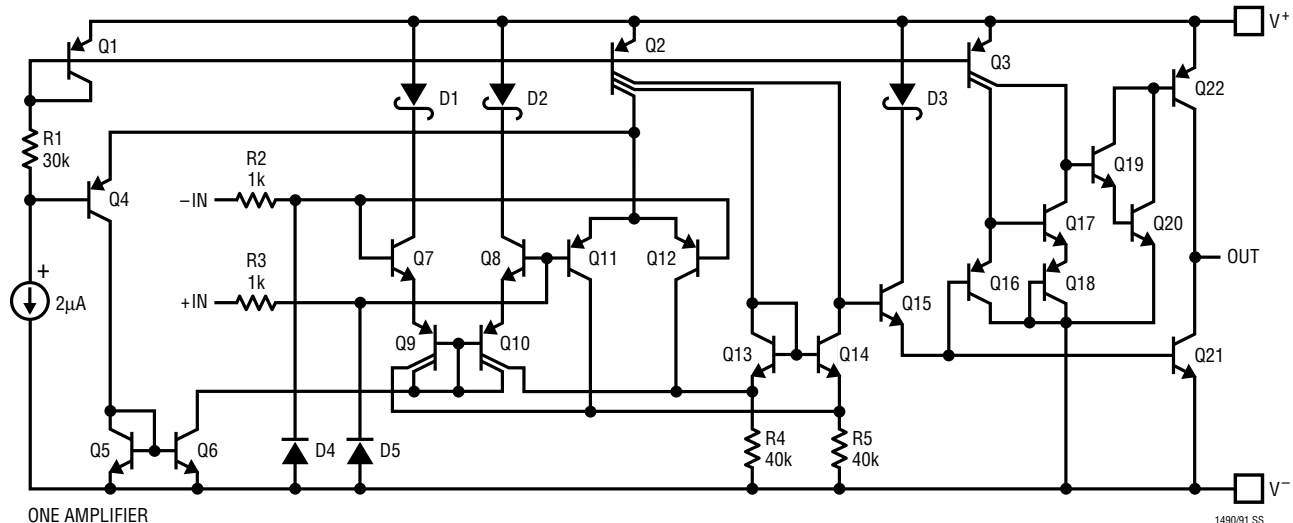 V+
Q1
Q2
Q3
Q22
D1
D2
D3
R1
30k
Q4
R2
1k
−IN
Q19
Q17
Q20
Q7
Q8
Q11
Q12
R3
1k
+IN
+
2µA
Q16
Q18
OUT
Q15
Q9
Q10
Q13
Q14
Q21
Q5
Q6
D4
D5
R4
40k
R5
40k
V−
ONE AMPLIFIER
1490/91 SS